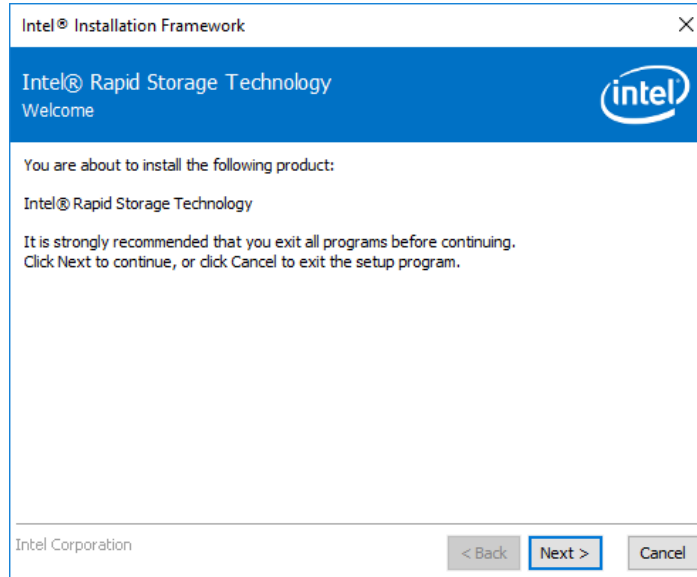 Intel® Installation Framework
Intel® Rapid Storage Technology
Welcome
intel
You are about to install the following product:
Intel® Rapid Storage Technology
It is strongly recommended that you exit all programs before continuing.
Click Next to continue, or click Cancel to exit the setup program.
Intel Corporation
< Back Next > Cancel